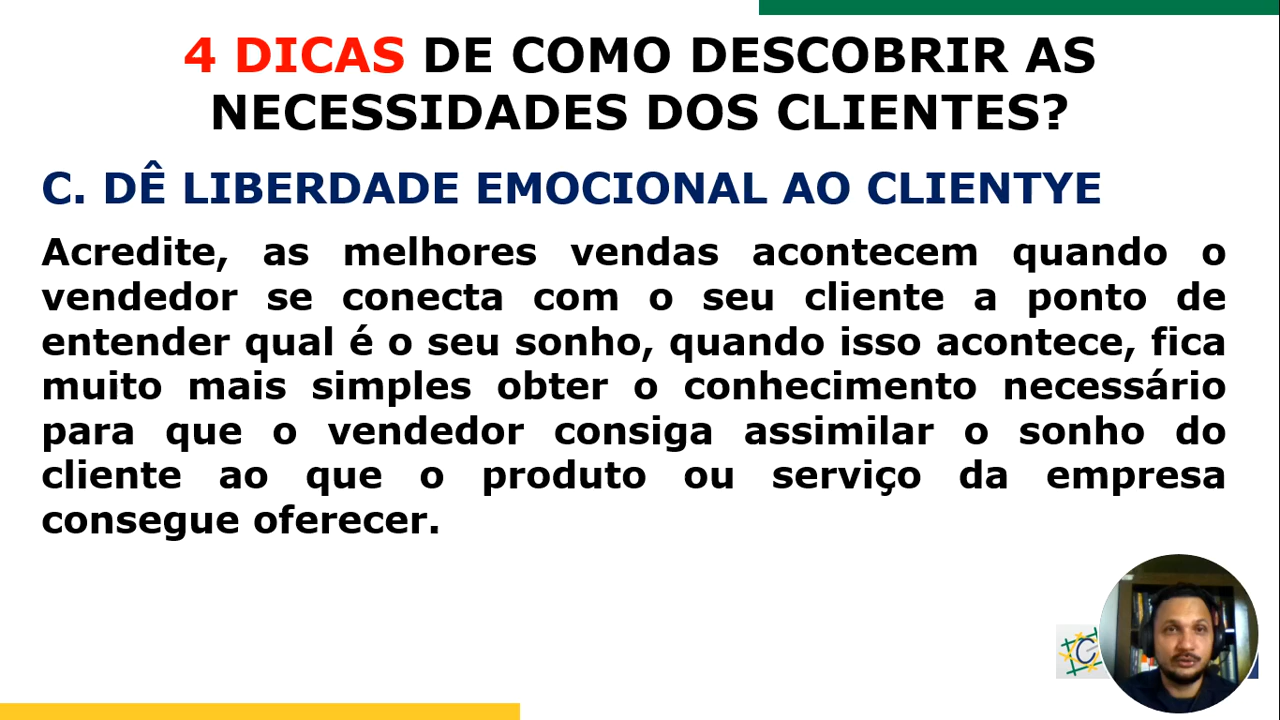 4 DICAS DE COMO DESCOBRIR AS
NECESSIDADES DOS CLIENTES?
C. DÊ LIBERDADE EMOCIONAL AO CLIENTYE
Acredite, as melhores vendas acontecem quando o
vendedor se conecta com o seu cliente a ponto de
entender qual é o seu sonho, quando isso acontece, fica
muito mais simples obter o conhecimento necessário
para que o vendedor consiga assimilar o sonho do
cliente ao que o produto ou serviço da empresa
consegue oferecer.
C